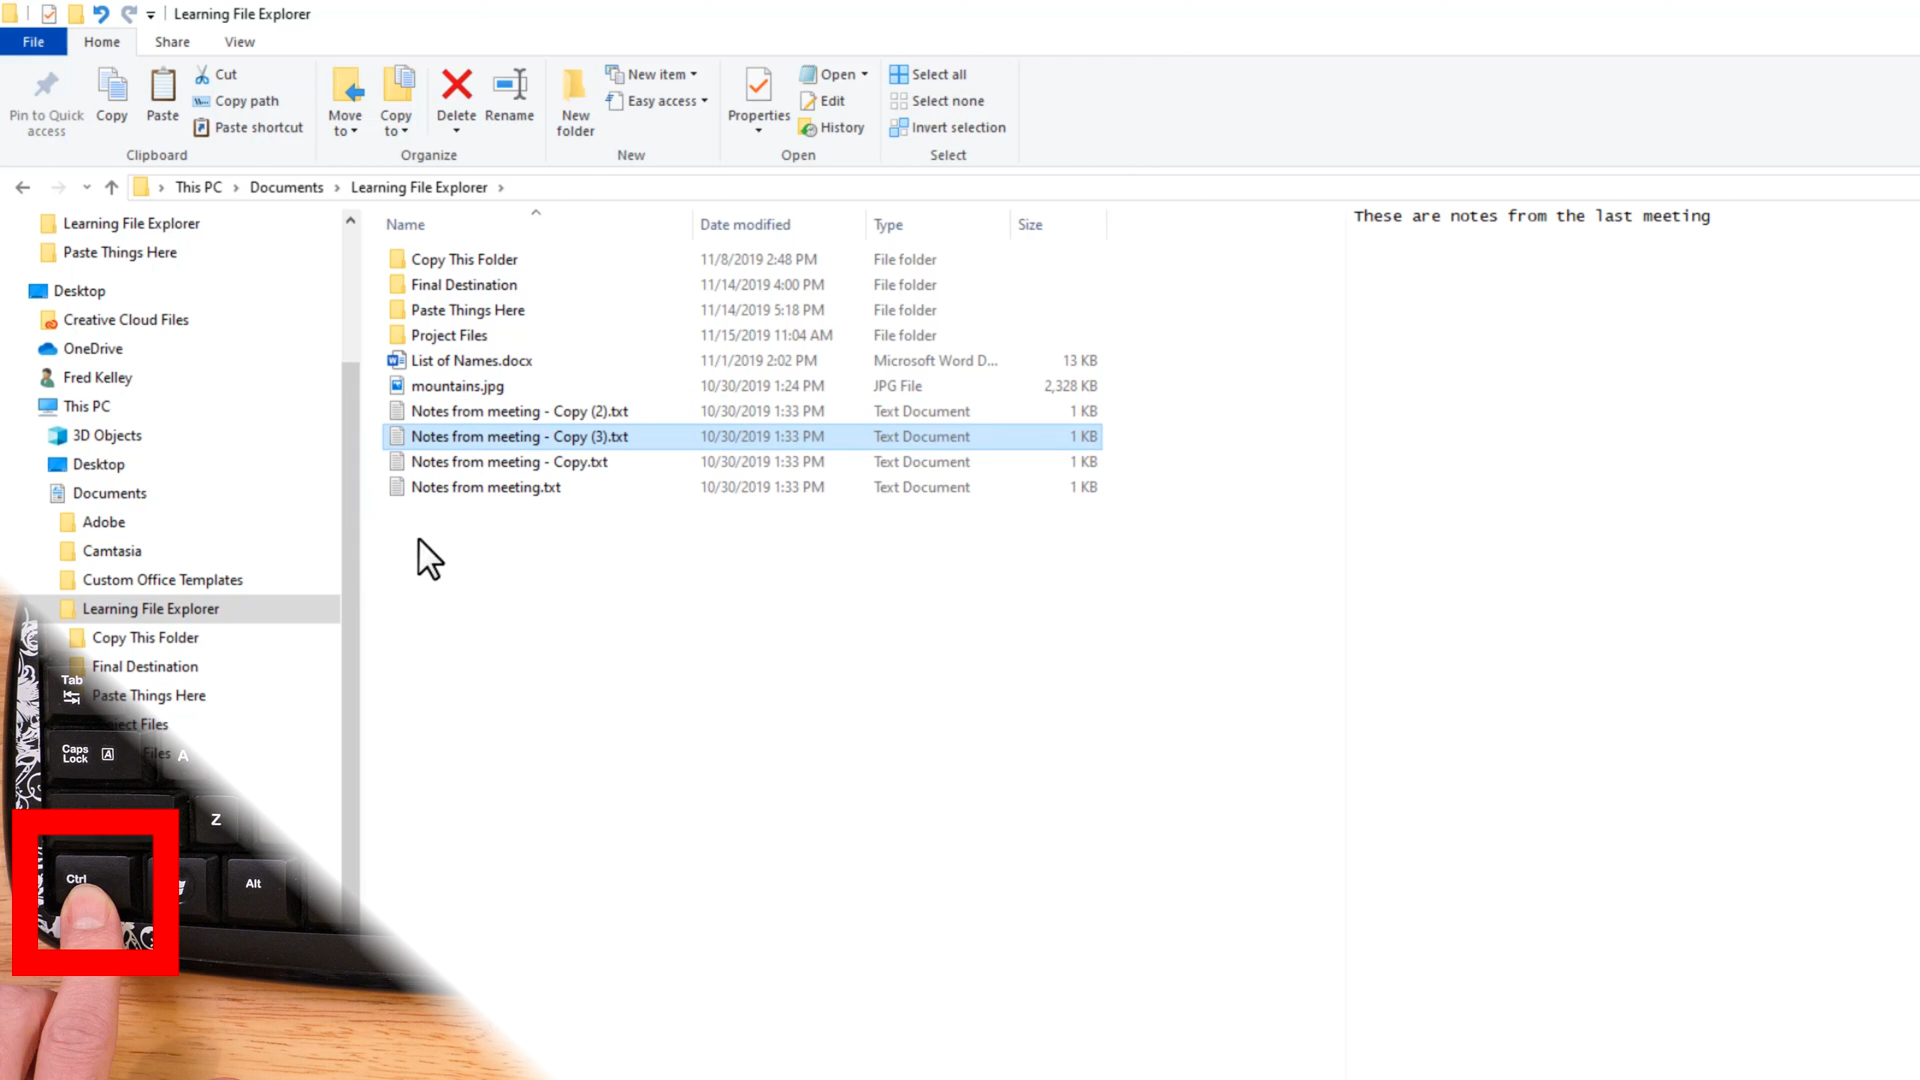 Learning File Explorer
File Home Share View
Pin to Quick access
Copy
Paste
Cut
Copy path
Paste shortcut
Clipboard
Move to
Copy to
Delete
Rename
Organize
New folder
New item
Easy access
New
Properties
Open
Edit
History
Open
Select all
Select none
Invert selection
Select
This PC > Documents > Learning File Explorer >
Learning File Explorer
Paste Things Here
Desktop
Creative Cloud Files
OneDrive
Fred Kelley
This PC
3D Objects
Desktop
Documents
Adobe
Camtasia
Custom Office Templates
Learning File Explorer
Copy This Folder
Final Destination
Paste Things Here
Files
Files
Name Date modified Type Size
Copy This Folder 11/8/2019 2:48 PM File folder
Final Destination 11/14/2019 4:00 PM File folder
Paste Things Here 11/14/2019 5:18 PM File folder
Project Files 11/15/2019 11:04 AM File folder
List of Names.docx 11/1/2019 2:02 PM Microsoft Word D... 13 KB
mountains.jpg 10/30/2019 1:24 PM JPG File 2,328 KB
Notes from meeting - Copy (2).txt 10/30/2019 1:33 PM Text Document 1 KB
Notes from meeting - Copy (3).txt 10/30/2019 1:33 PM Text Document 1 KB
Notes from meeting - Copy.txt 10/30/2019 1:33 PM Text Document 1 KB
Notes from meeting.txt 10/30/2019 1:33 PM Text Document 1 KB
These are notes from the last meeting
Tab
Caps Lock A
A
Z
Ctrl
Alt